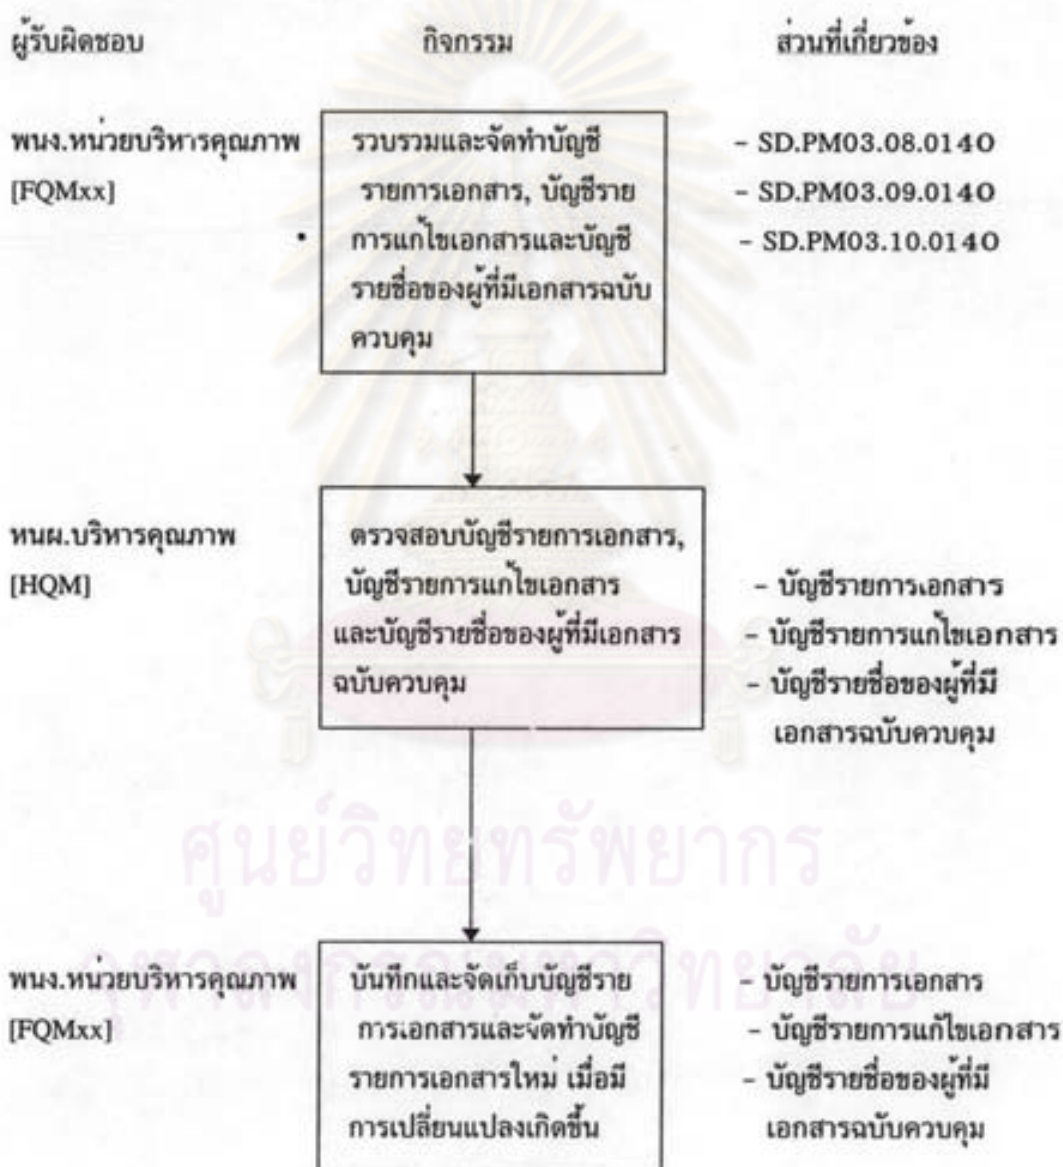 ผู้รับผิดชอบ กิจกรรม ส่วนที่เกี่ยวข้อง
พนง.หน่วยบริหารคุณภาพ รวบรวมและจัดทำบัญชี - SD.PM03.08.0140
[FQMxx] รายการเอกสาร, บัญชีราย - SD.PM03.09.0140
การแก้ไขเอกสารและบัญชี - SD.PM03.10.0140
รายชื่อของผู้ที่มีเอกสารฉบับ
ควบคุม
หนผ.บริหารคุณภาพ ตรวจสอบบัญชีรายการเอกสาร,
[HQM] บัญชีรายการแก้ไขเอกสาร - บัญชีรายการเอกสาร
และบัญชีรายชื่อของผู้ที่มีเอกสาร - บัญชีรายการแก้ไขเอกสาร
ฉบับควบคุม - บัญชีรายชื่อของผู้ที่มี
เอกสารฉบับควบคุม
ศูนย์วิทยทรัพยากร
จุฬาลงกรณ์มหาวิทยาลัย
พนง.หน่วยบริหารคุณภาพ บันทึกและจัดเก็บบัญชีราย - บัญชีรายการเอกสาร
[FQMxx] การเอกสารและจัดทำบัญชี - บัญชีรายการแก้ไขเอกสาร
รายการเอกสารใหม่ เมื่อมี - บัญชีรายชื่อของผู้ที่มี
การเปลี่ยนแปลงเกิดขึ้น เอกสารฉบับควบคุม